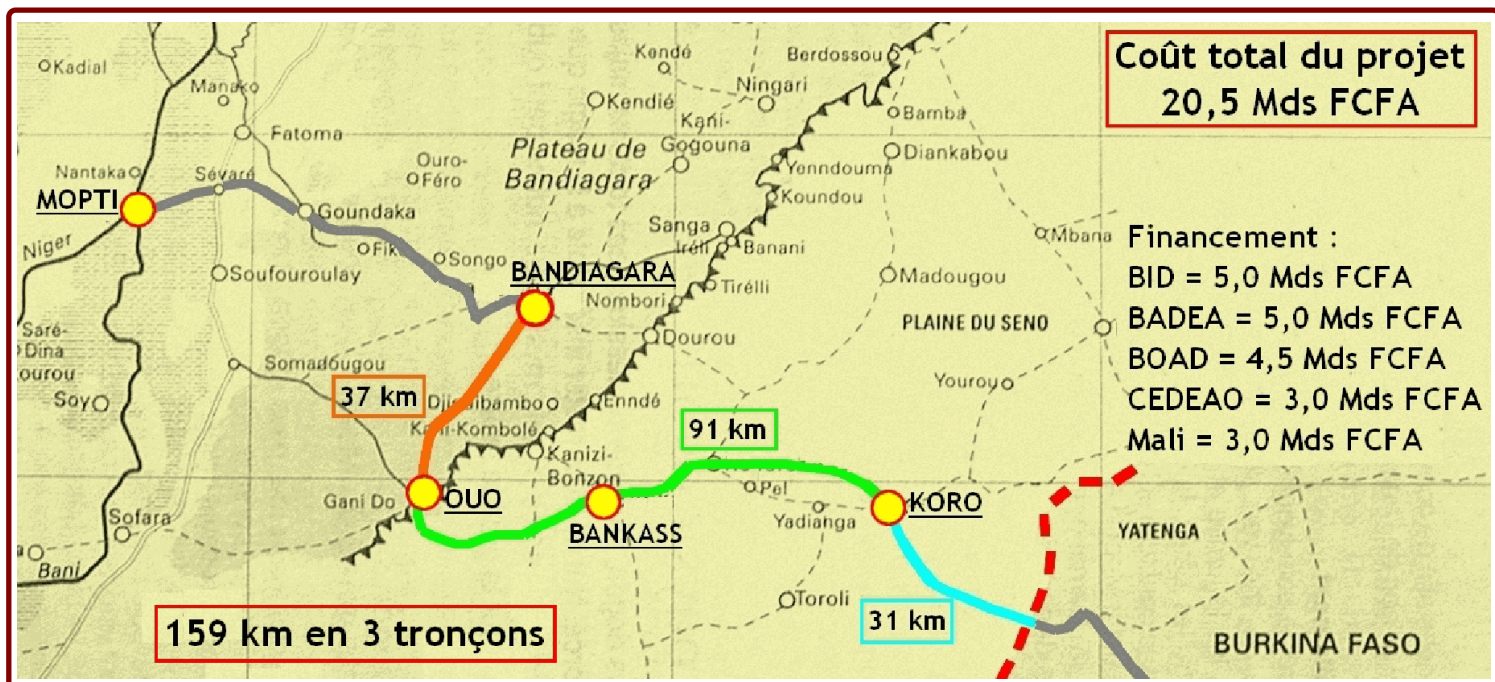 Coût total du projet
20,5 Mds FCFA
Kadial
Manako
Fatoma
Nantaka
Sévaré
MOPTI
Niger
Goundaka
Ouro-
Féro
Plateau de
Bandiagara
Kendé
Kendié
Ningari
Kani-
Gogouna
Berdossou
Bamba
Yenndouma
Diankabou
Koundou
Sanga
Iréli
Banani
Tirélli
Nombori
Dourou
Madougou
Mbana
Financement :
BID = 5,0 Mds FCFA
BADEA = 5,0 Mds FCFA
BOAD = 4,5 Mds FCFA
CEDEAO = 3,0 Mds FCFA
Mali = 3,0 Mds FCFA
Soufouroulay
Songo
BANDIAGARA
PLAINE DU SENO
Yourou
Saré-
Dina
Somadougou
Soy
37 km
Kani-Kombolé
Enndé
Kanizi-
Bonzon
91 km
Pel
Yadianga
KORO
Gani Do
OUO
BANKASS
Sofara
Bani
Toroli
31 km
YATENGA
BURKINA FASO
159 km en 3 tronçons